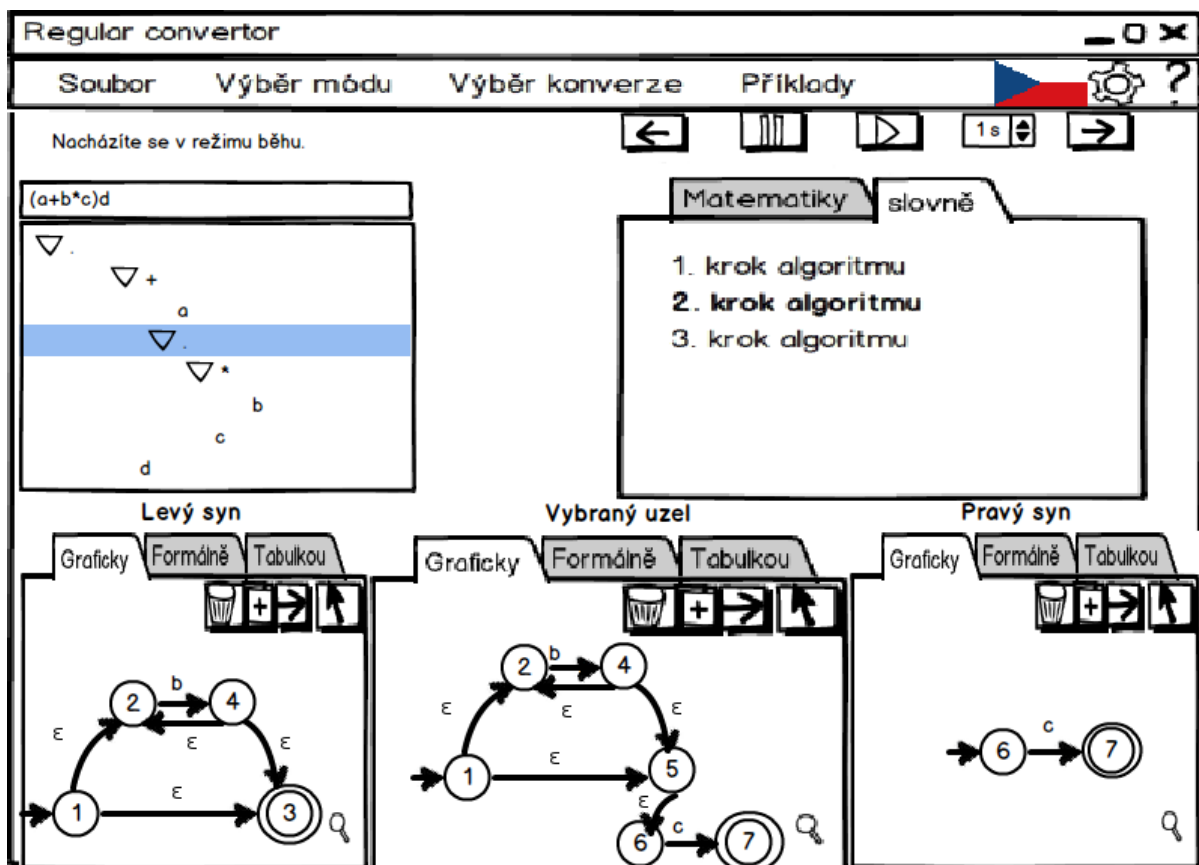 Regular convertor
Soubor Výběr módu Výběr konverze Příklady ?
Nacházíte se v režimu běhu.
1 s
(a+b*c)d
.
+
a
.
*
b
c
d
Matematiky slovně
1. krok algoritmu
2. krok algoritmu
3. krok algoritmu
Levý syn Vybraný uzel Pravý syn
Graficky Formálně Tabulkou
Graficky Formálně Tabulkou
Graficky Formálně Tabulkou
+
+
+
2 b 4
ε ε ε
1 ε 3
2 b 4
ε ε ε
1 ε 5
ε
6 c 7
6 c 7